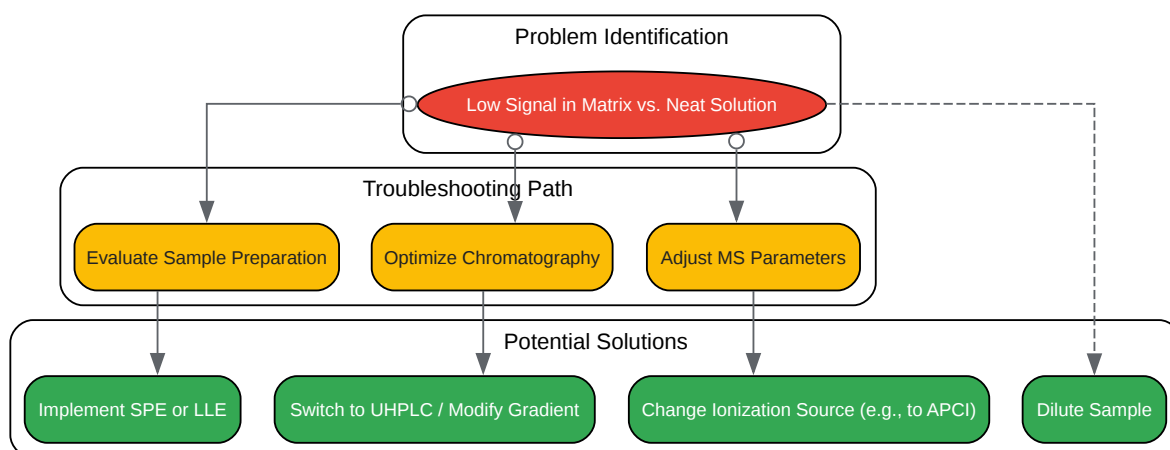 Problem Identification
Low Signal in Matrix vs. Neat Solution
Troubleshooting Path
Evaluate Sample Preparation
Optimize Chromatography
Adjust MS Parameters
Potential Solutions
Implement SPE or LLE
Switch to UHPLC / Modify Gradient
Change Ionization Source (e.g., to APCI)
Dilute Sample